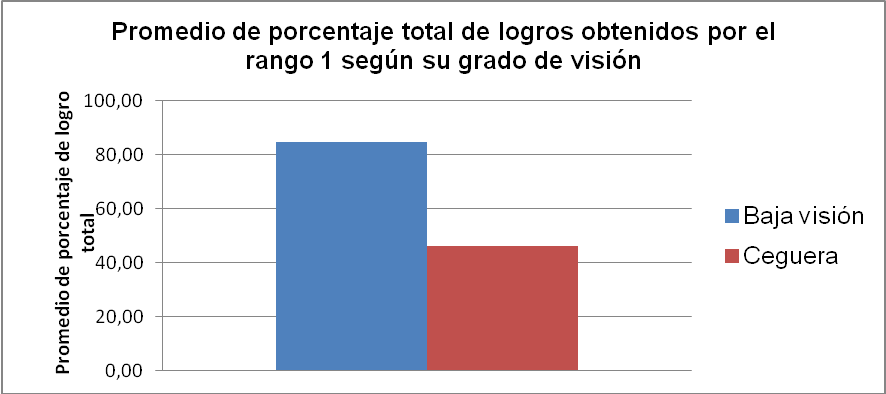 Promedio de porcentaje total de logros obtenidos por el
rango 1 según su grado de visión
Promedio de porcentaje de logro
total
100,00
80,00
60,00
40,00
20,00
0,00
Baja visión
Ceguera